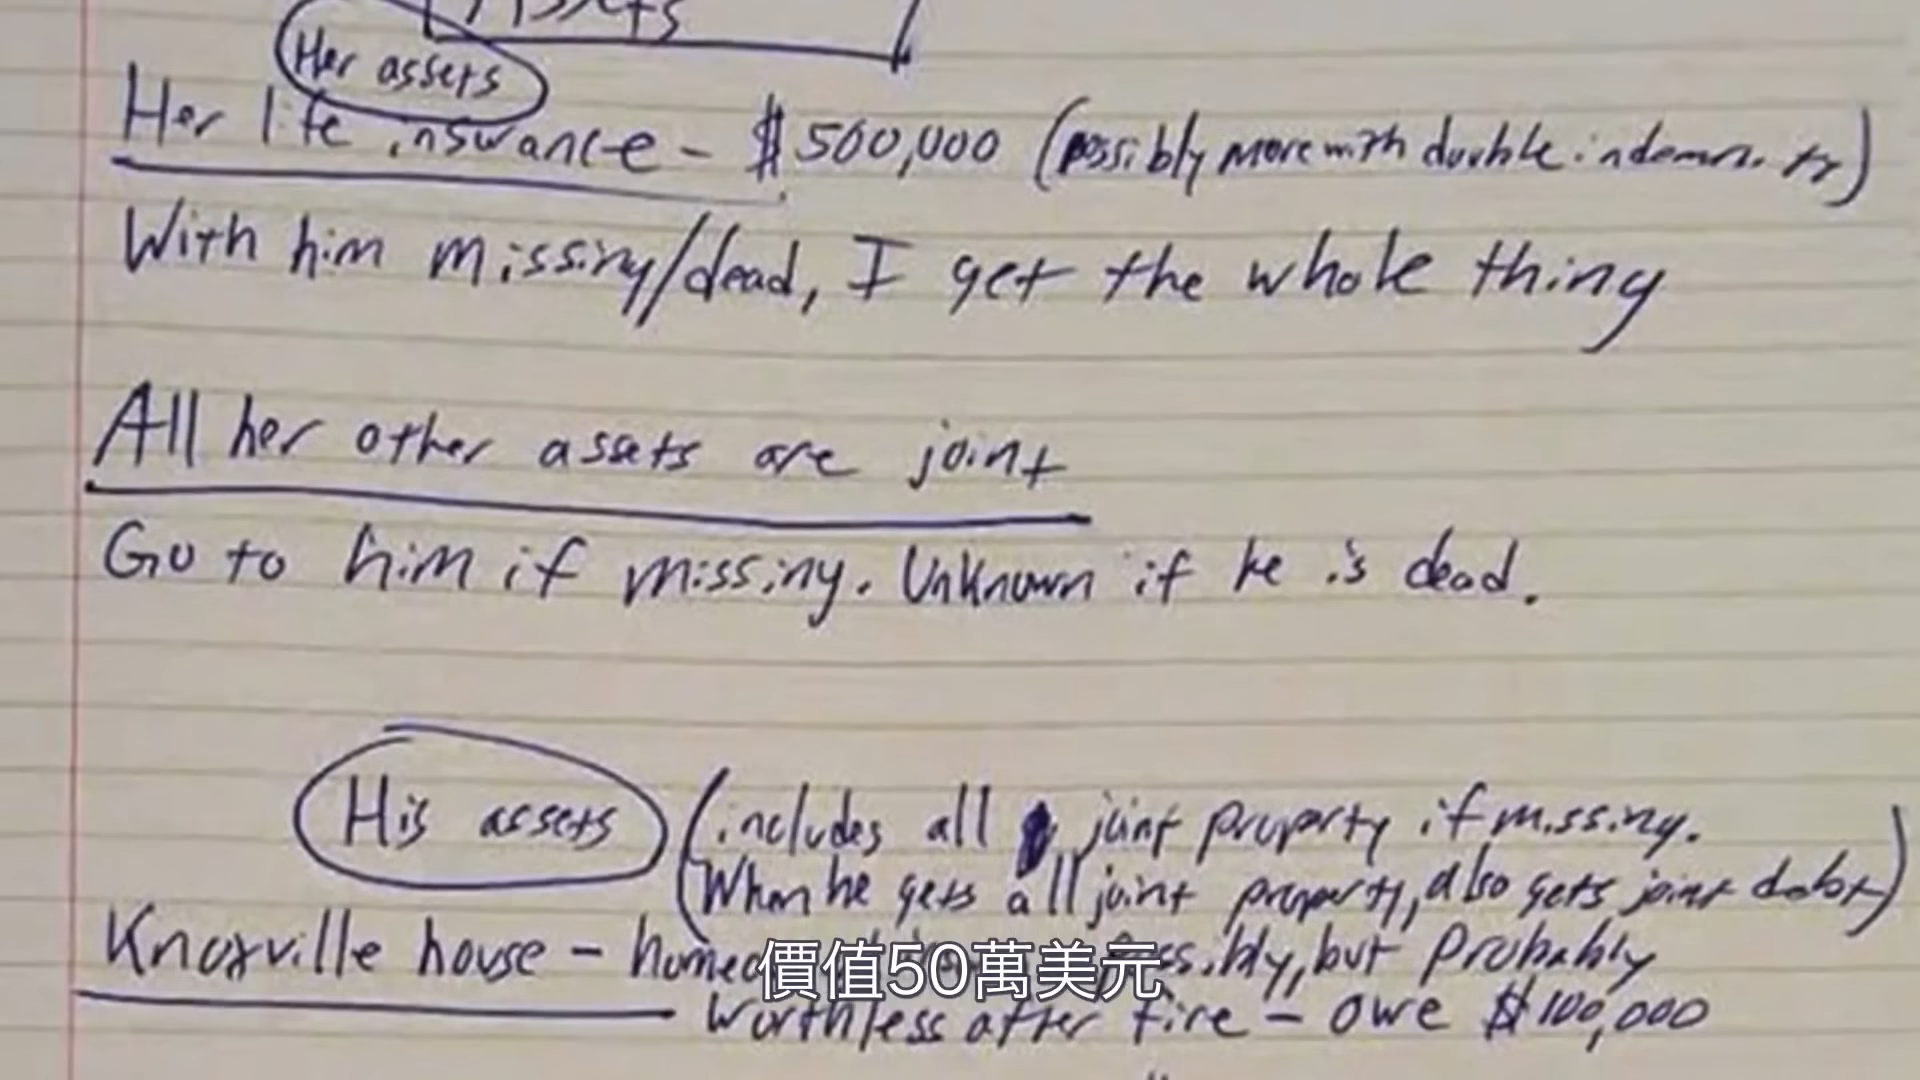 Assets
Her assets
Her life insurance - $500,000 (possibly more with double indemnity)
With him missing/dead, I get the whole thing
All her other assets are joint
Go to him if missing. Unknown if he is dead.
His assets (includes all joint property if missing.
When he gets all joint property, also gets joint debt)
Knoxville house - possibly, but probably
價值50萬美元
worthless after fire - owe $100,000